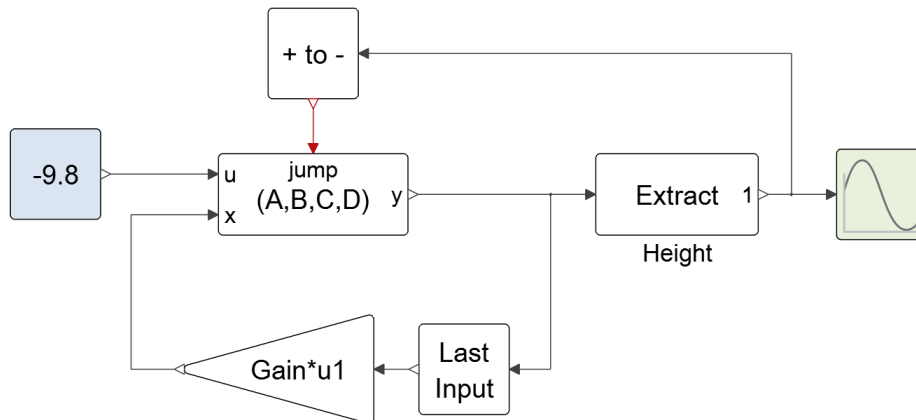 + to -
-9.8
u
x
jump
(A,B,C,D)
y
Extract
1
Height
Gain*u1
Last
Input